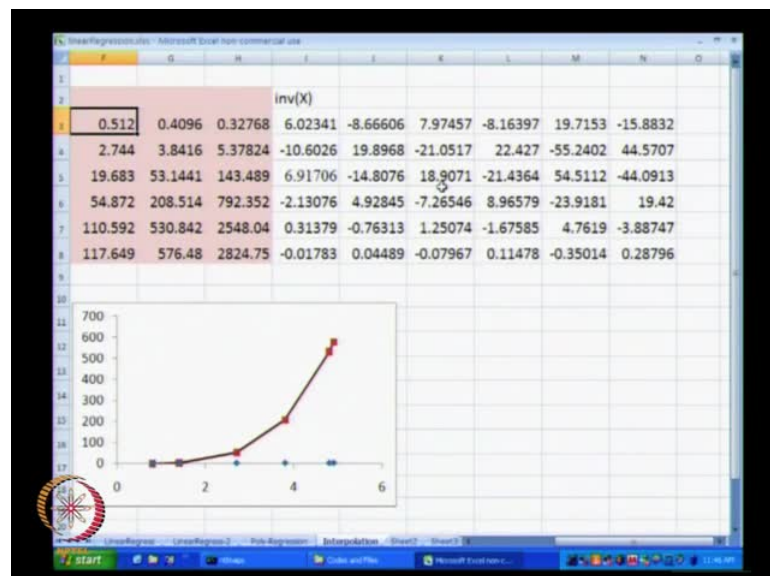 linearRegression.xlsx - Microsoft Excel non-commercial use
F G H I J K L M N O
1
2 inv(X)
3 0.512 0.4096 0.32768 6.02341 -8.66606 7.97457 -8.16397 19.7153 -15.8832
4 2.744 3.8416 5.37824 -10.6026 19.8968 -21.0517 22.427 -55.2402 44.5707
5 19.683 53.1441 143.489 6.91706 -14.8076 18.9071 -21.4364 54.5112 -44.0913
6 54.872 208.514 792.352 -2.13076 4.92845 -7.26546 8.96579 -23.9181 19.42
7 110.592 530.842 2548.04 0.31379 -0.76313 1.25074 -1.67585 4.7619 -3.88747
8 117.649 576.48 2824.75 -0.01783 0.04489 -0.07967 0.11478 -0.35014 0.28796
9
10
11
12
13
14
15
16
17
700
600
500
400
300
200
100
0
0 2 4 6
LinearRegress LinearRegress-2 Poly-Regression Interpolation Sheet2 Sheet3
start Codes and Files Microsoft Excel non-c... 11:46 AM